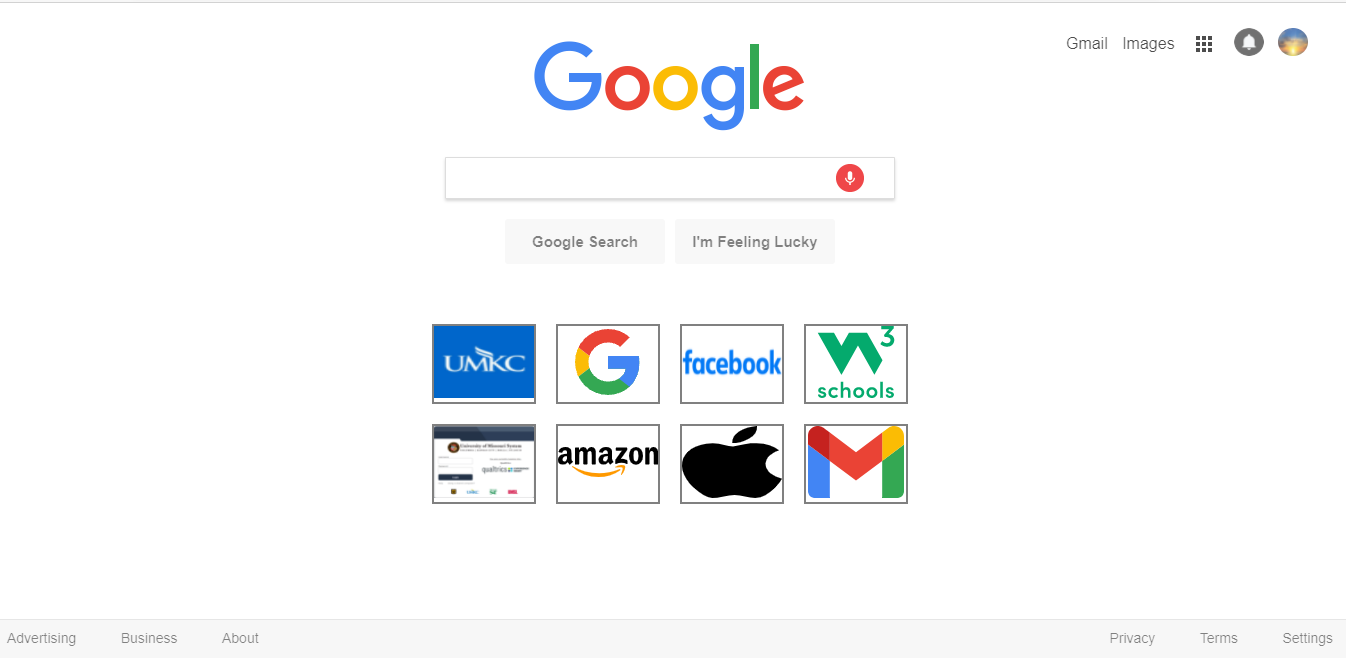 Gmail Images
Google
Google Search I'm Feeling Lucky
UMKC
G
facebook
3
schools
University of Missouri System
qualtrics
amazon
Advertising Business About Privacy Terms Settings